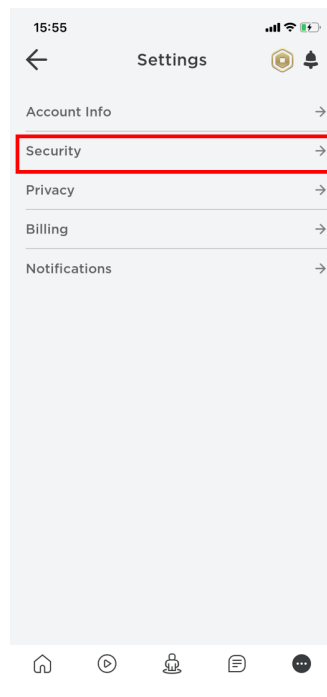 15:55
Settings
Account Info
Security
Privacy
Billing
Notifications